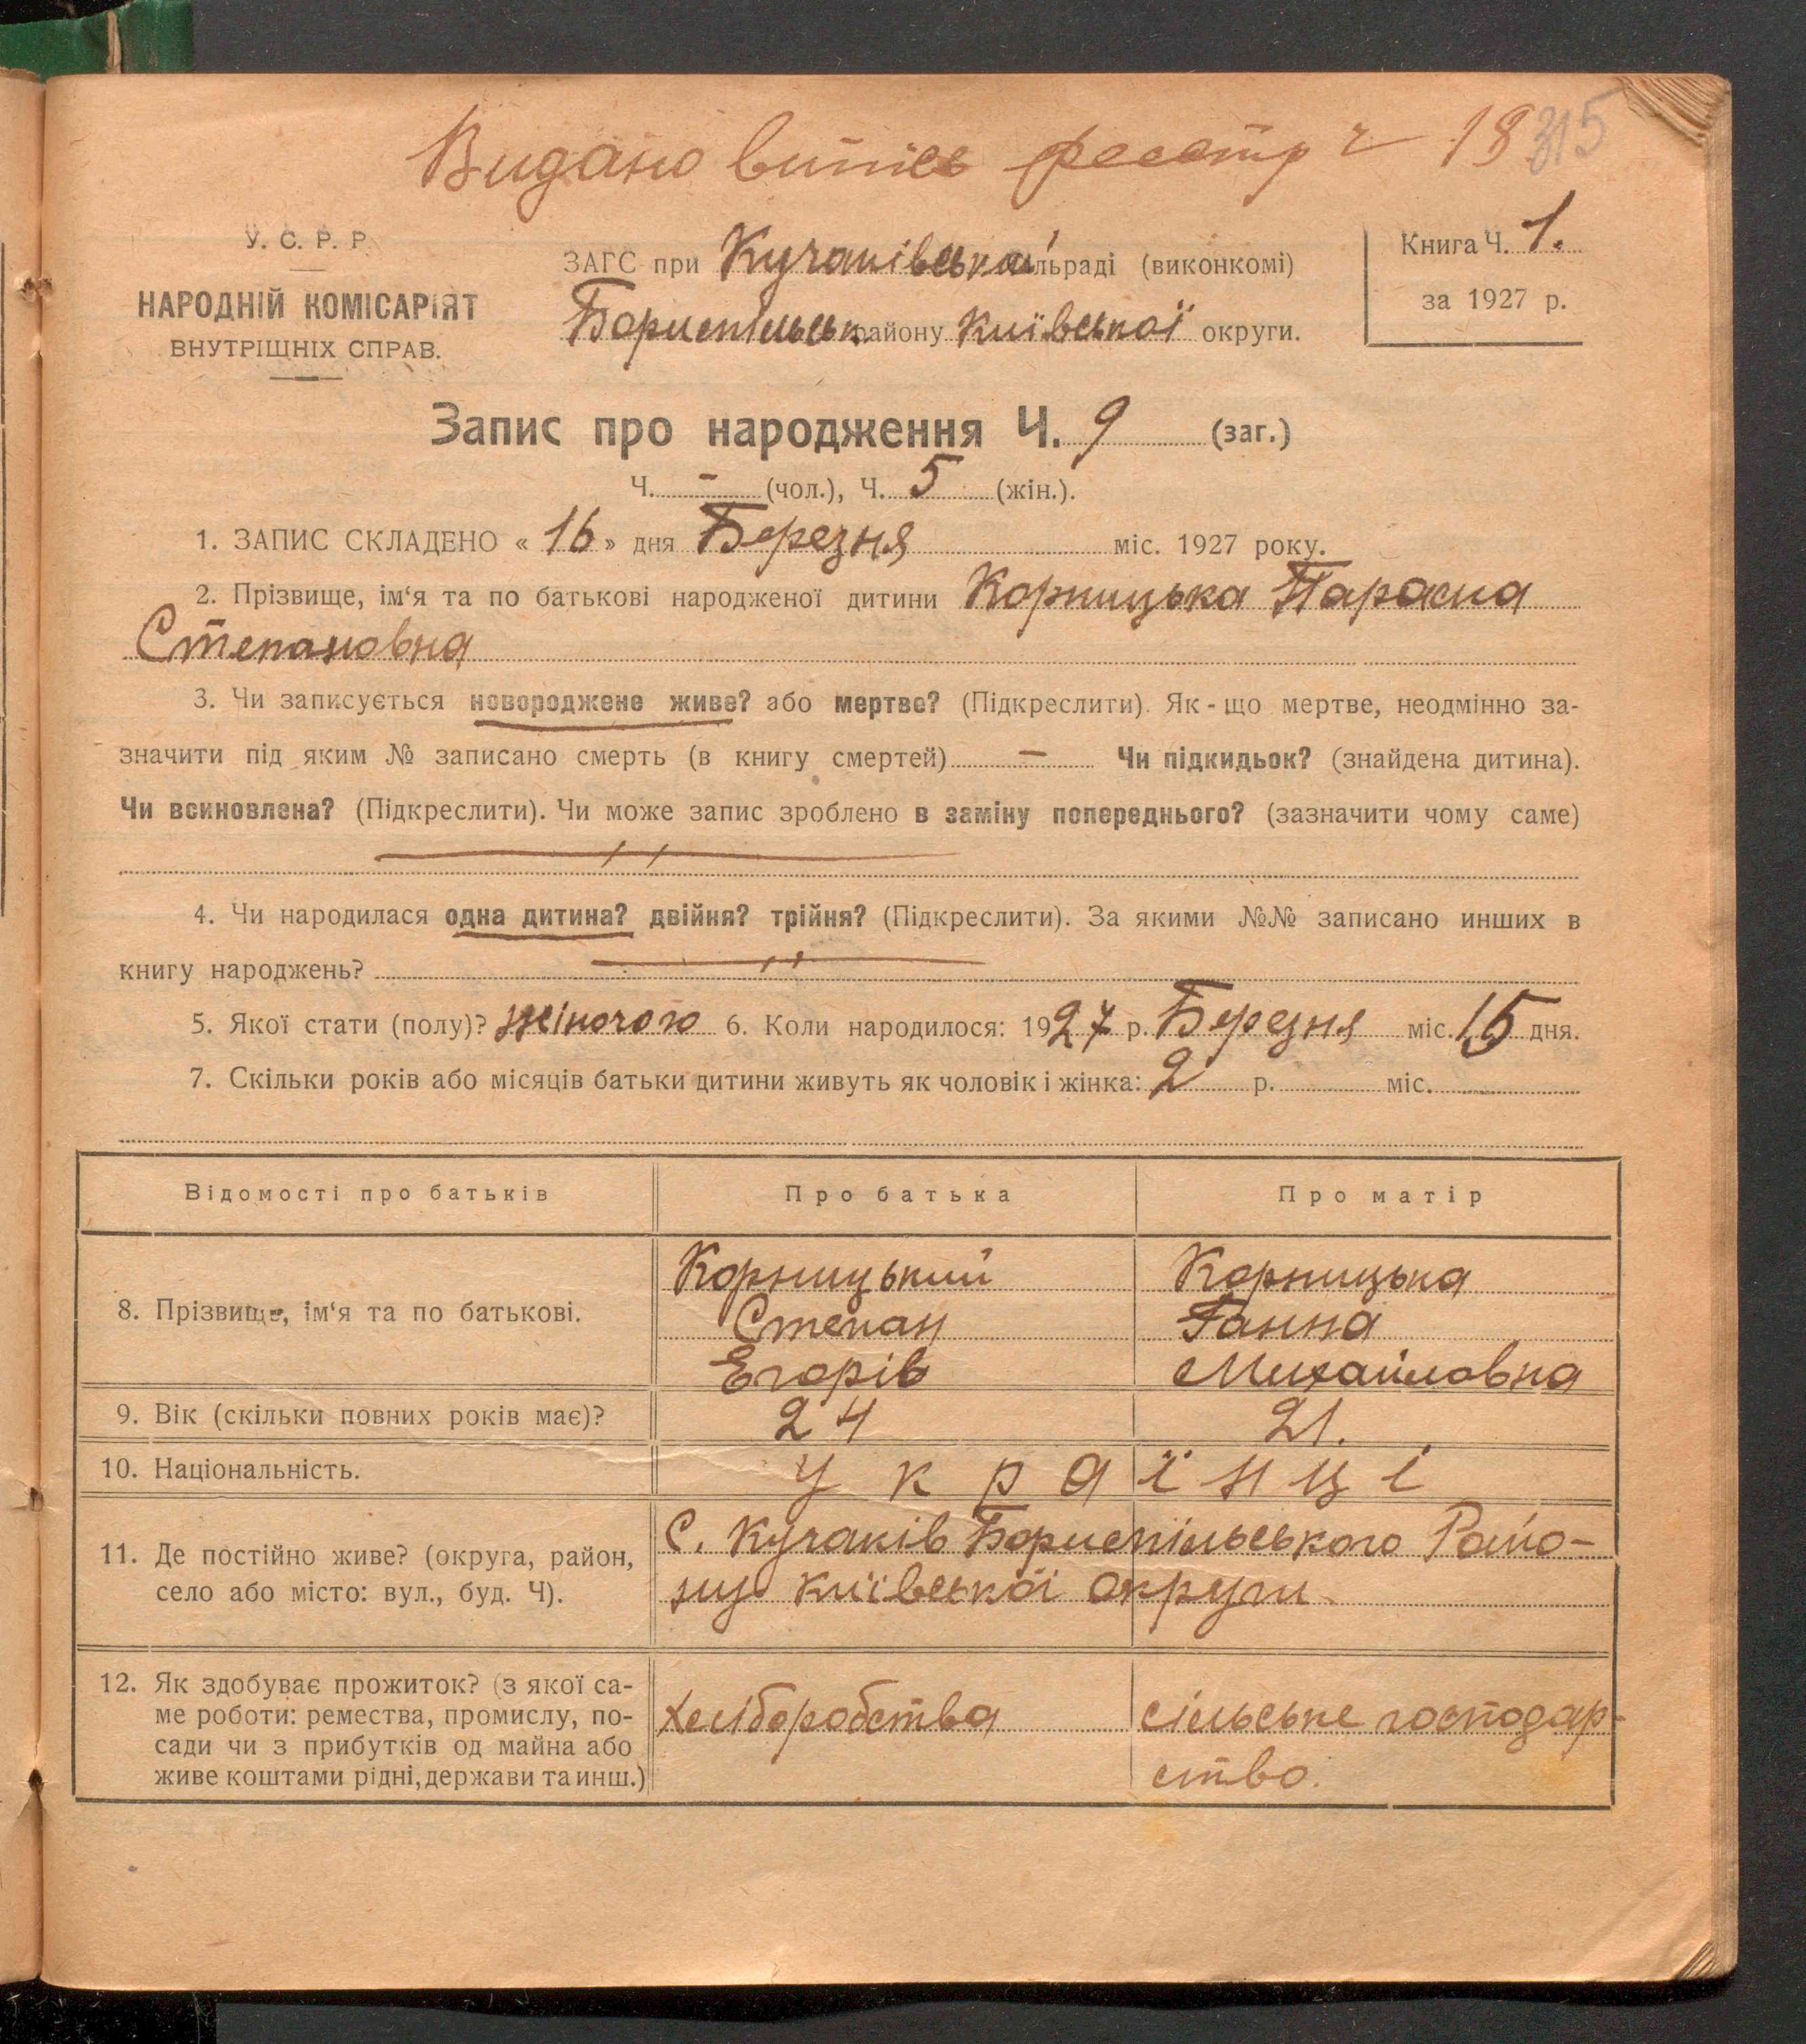 Видано витпсь реєстр ч 18 315
У. С. Р. Р.
НАРОДНІЙ КОМІСАРІЯТ
ВНУТРІШНІХ СПРАВ.
ЗАГС при Кучаківській сільраді (виконкомі)
Бориспільськ. району Київської округи.
Книга Ч. 1.
за 1927 р.
Запис про народження Ч. 9 (заг.)
Ч. - (чол.), Ч. 5 (жін.).
1. ЗАПИС СКЛАДЕНО « 16 » дня Березня міс. 1927 року.
2. Прізвище, ім‘я та по батькові народженої дитини Корницька Параска
Степановна
3. Чи записується новороджене живе? або мертве? (Підкреслити). Як - що мертве, неодмінно за-
значити під яким № записано смерть (в книгу смертей) — Чи підкидьок? (знайдена дитина).
Чи всиновлена? (Підкреслити). Чи може запис зроблено в заміну попереднього? (зазначити чому саме)
4. Чи народилася одна дитина? двійня? трійня? (Підкреслити). За якими №№ записано инших в
книгу народжень?
5. Якої стати (полу)? жіночого 6. Коли народилося: 1927 р. Березня міс. 15 дня.
7. Скільки років або місяців батьки дитини живуть як чоловік і жінка: 2 р. міс.
Відомості про батьків Про батька Про матір
8. Прізвище, ім‘я та по батькові.
Корницький
Степан
Егорів
Корницька
Ганна
Михайловна
9. Вік (скільки повних років має)? 24 21.
10. Національність. українці
11. Де постійно живе? (округа, район,
село або місто: вул., буд. Ч).
С. Кучаків Бориспільського Райо-
ну Київської округи.
12. Як здобуває прожиток? (з якої са-
ме роботи: ремества, промислу, по-
сади чи з прибутків од майна або
живе коштами рідні, держави та инш.)
Хліборобства
сільське господар-
ство.